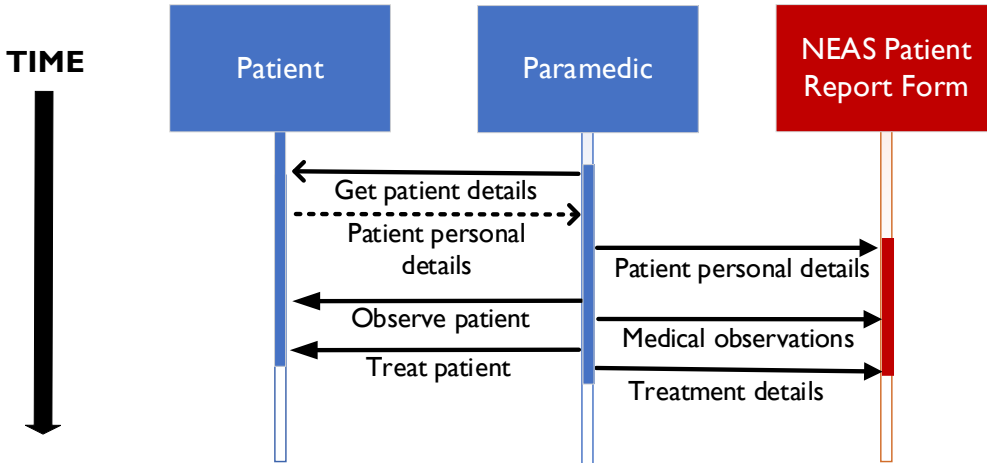 TIME
Patient
Paramedic
NEAS Patient
Report Form
Get patient details
Patient personal
details
Patient personal details
Observe patient
Medical observations
Treat patient
Treatment details